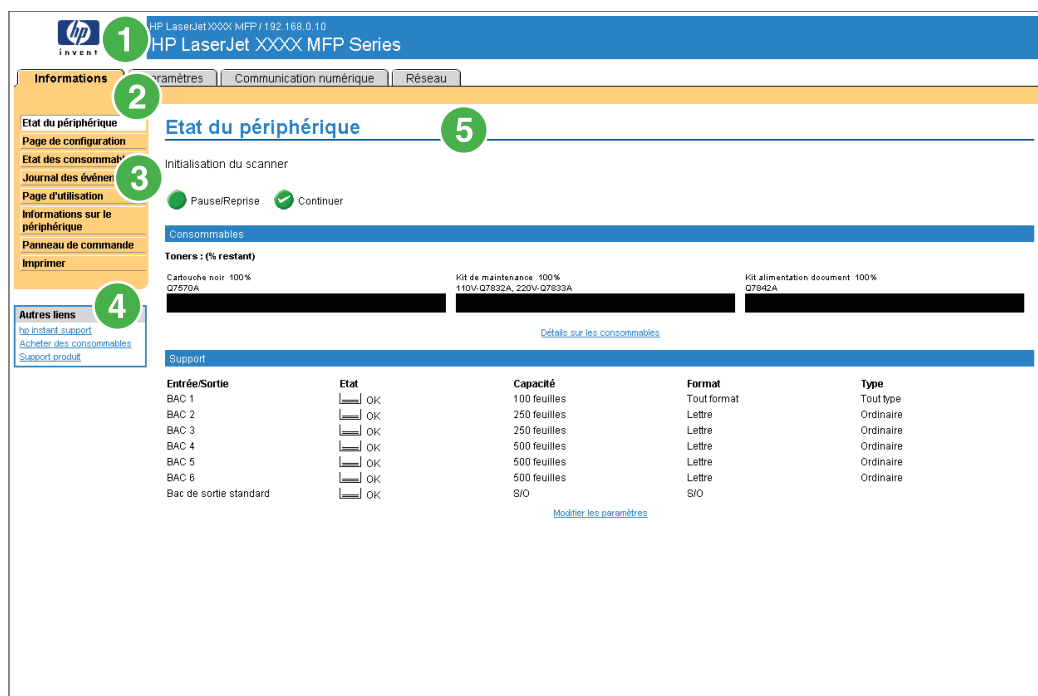 hp
invent
1
HP LaserJet XXXX MFP / 192.168.0.10
HP LaserJet XXXX MFP Series
Informations
ramètres
Communication numérique
Réseau
2
Etat du périphérique
Page de configuration
Etat des
Journal des
Page d'utilisation
Informations sur le
périphérique
Panneau de commande
Imprimer
3
4
Autres liens
hp instant support
Acheter des consommables
Support produit
Etat du périphérique
5
Initialisation du scanner
Pause/Reprise Continuer
Consommables
Toners : (% restant)
Cartouche noir 100%
Q7570A
Kit de maintenance 100%
110V-Q7832A, 220V-Q7833A
Kit alimentation document 100%
Q7842A
Détails sur les consommables
Support
Entrée/Sortie Etat Capacité Format Type
BAC 1 OK 100 feuilles Tout format Tout type
BAC 2 OK 250 feuilles Lettre Ordinaire
BAC 3 OK 250 feuilles Lettre Ordinaire
BAC 4 OK 500 feuilles Lettre Ordinaire
BAC 5 OK 500 feuilles Lettre Ordinaire
BAC 6 OK 500 feuilles Lettre Ordinaire
Bac de sortie standard OK S/O S/O
Modifier les paramètres